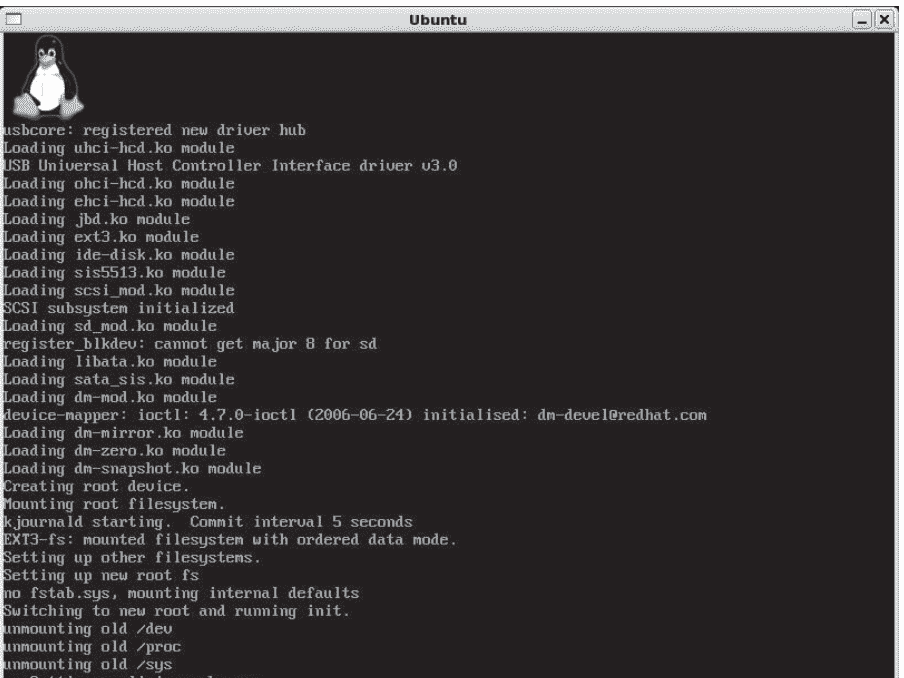 Ubuntu
usbcore: registered new driver hub
Loading uhci-hcd.ko module
USB Universal Host Controller Interface driver v3.0
Loading ohci-hcd.ko module
Loading ehci-hcd.ko module
Loading jbd.ko module
Loading ext3.ko module
Loading ide-disk.ko module
Loading sis5513.ko module
Loading scsi_mod.ko module
SCSI subsystem initialized
Loading sd_mod.ko module
register_blkdev: cannot get major 8 for sd
Loading libata.ko module
Loading sata_sis.ko module
Loading dm-mod.ko module
device-mapper: ioctl: 4.7.0-ioctl (2006-06-24) initialised: dm-devel@redhat.com
Loading dm-mirror.ko module
Loading dm-zero.ko module
Loading dm-snapshot.ko module
Creating root device.
Mounting root filesystem.
kjournald starting.  Commit interval 5 seconds
EXT3-fs: mounted filesystem with ordered data mode.
Setting up other filesystems.
Setting up new root fs
no fstab.sys, mounting internal defaults
Switching to new root and running init.
unmounting old /dev
unmounting old /proc
unmounting old /sys